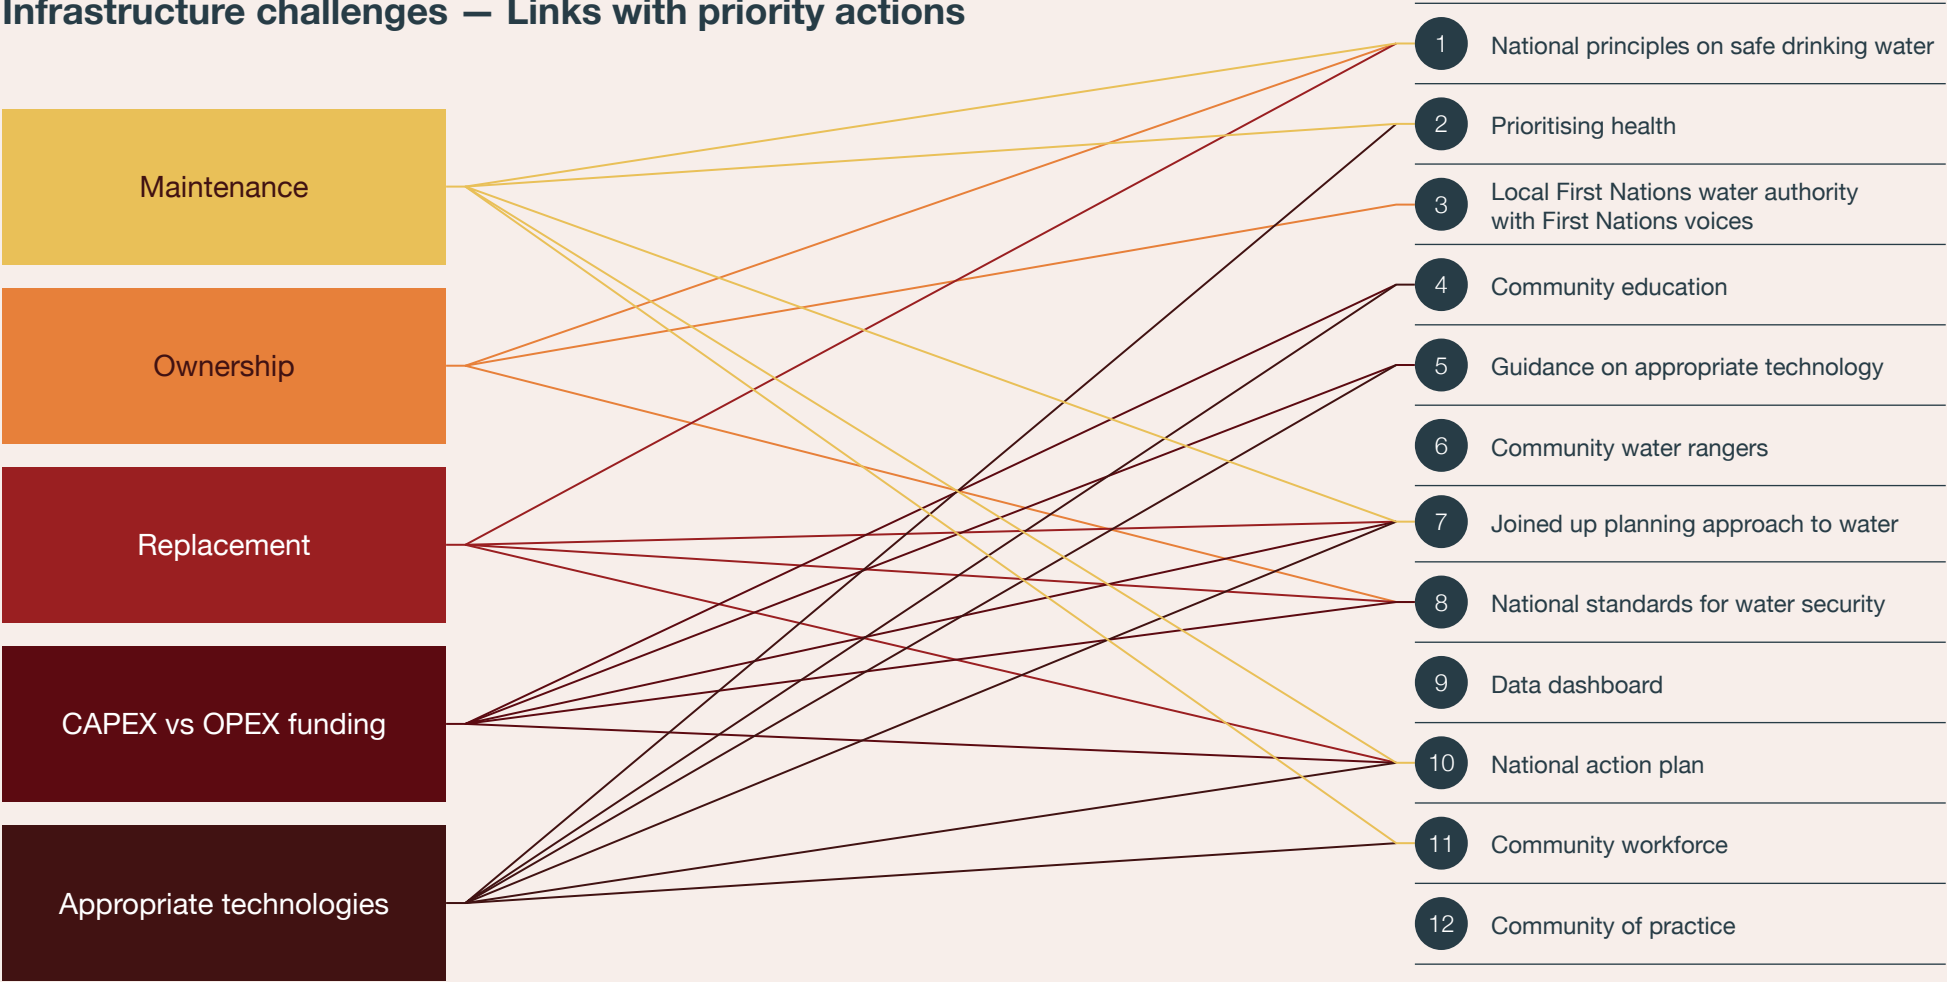 Infrastructure challenges — Links with priority actions
Maintenance
Ownership
Replacement
CAPEX vs OPEX funding
Appropriate technologies
1 National principles on safe drinking water
2 Prioritising health
3 Local First Nations water authority
with First Nations voices
4 Community education
5 Guidance on appropriate technology
6 Community water rangers
7 Joined up planning approach to water
8 National standards for water security
9 Data dashboard
10 National action plan
11 Community workforce
12 Community of practice